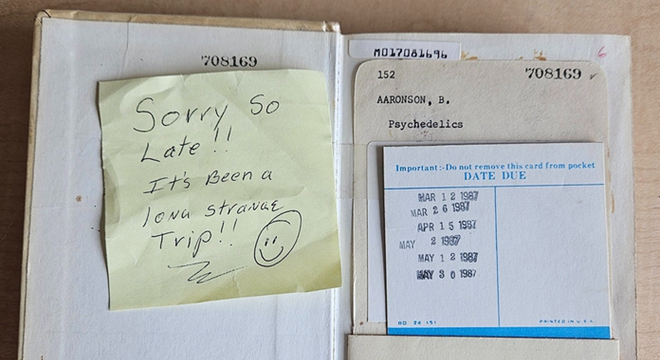 708169
Sorry So
Late!!
It's Been a
long strange
Trip!!
M017081696
6
152 708169
AARONSON, B.
Psychedelics
Important:-Do not remove this card from pocket
DATE DUE
MAR 12 1987
MAR 26 1987
APR 15 1987
MAY 2 1987
MAY 12 1987
MAY 30 1987
PRINTED IN U.S.A.